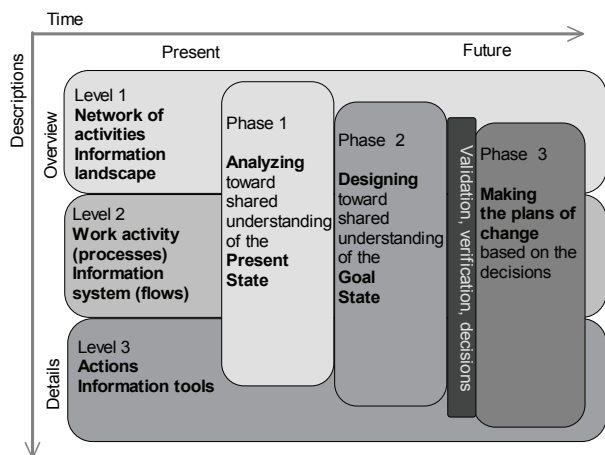 Time
Present
Future
Descriptions
Overview
Details
Level 1
Network of
activities
Information
landscape
Level 2
Work activity
(processes)
Information
system (flows)
Level 3
Actions
Information tools
Phase 1
Analyzing
toward
shared
understanding
of the
Present
State
Phase 2
Designing
toward
shared
understanding
of the
Goal
State
Validation, verification, decisions
Phase 3
Making
the plans of
change
based on the
decisions